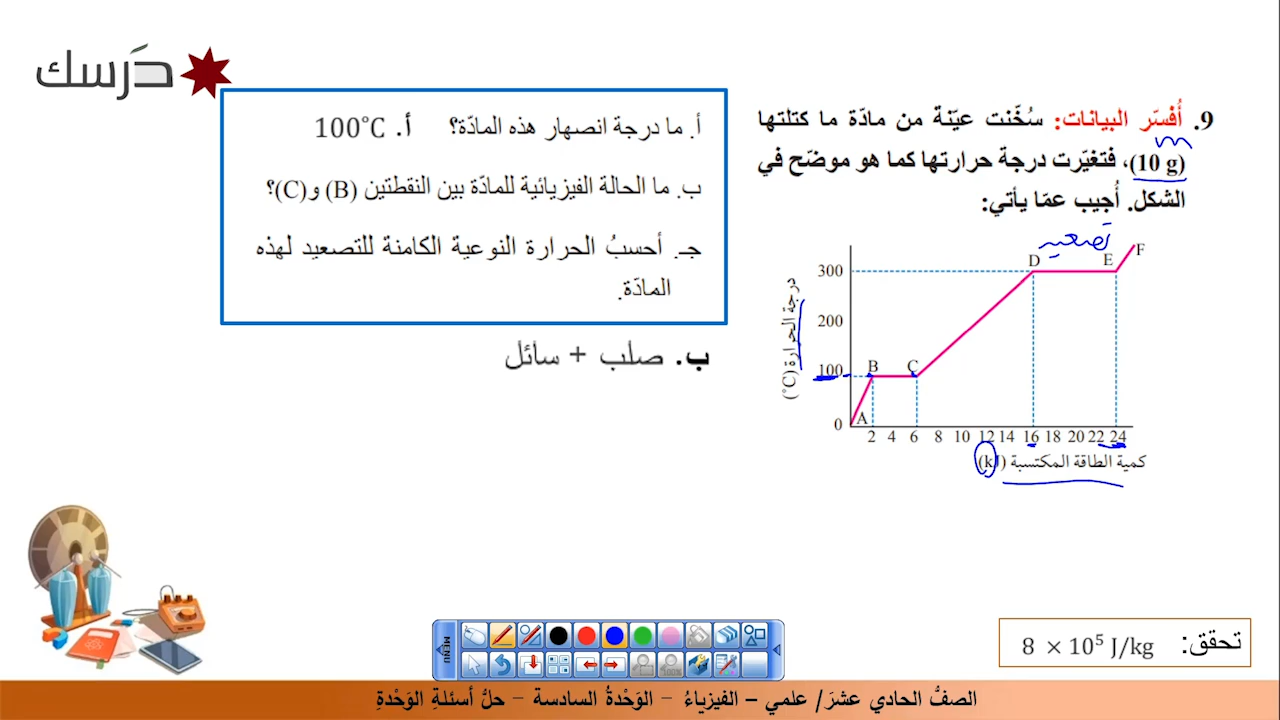 دَرسك
9. أُفسّر البيانات: سُخّنت عيّنة من مادّة ما كتلتها
(10 g)، فتغيّرت درجة حرارتها كما هو موضّح في
الشكل. أُجيب عمّا يأتي:
أ. ما درجة انصهار هذه المادّة؟ أ. 100°C
ب. ما الحالة الفيزيائية للمادّة بين النقطتين (B) و(C)؟
جـ. أحسبُ الحرارة النوعية الكامنة للتصعيد لهذه
المادّة.
ب. صلب + سائل
m
تصعيد
درجة الحرارة (°C)
300
200
100
0
A
B
C
D
E
F
2 4 6 8 10 12 14 16 18 20 22 24
كمية الطاقة المكتسبة (kJ)
تحقق: 8 × 10⁵ J/kg
MENU
100%
الصفُّ الحادي عشرَ/ علمي – الفيزياءُ – الوَحْدةُ السادسة – حلُّ أسئلةِ الوَحْدةِ